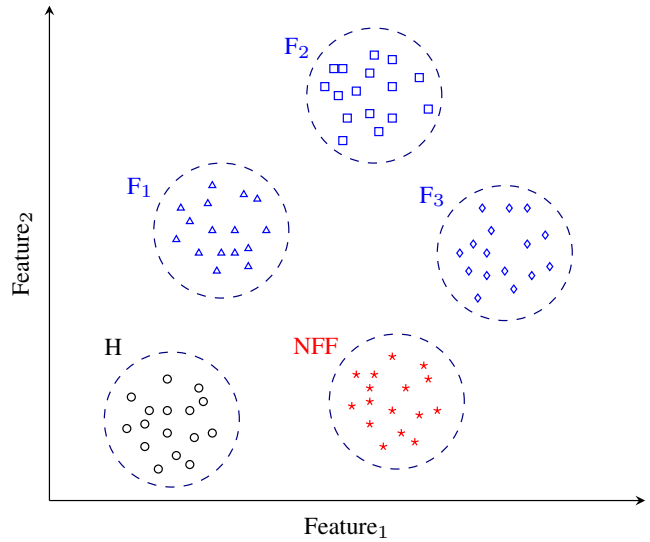 F₂
F₁
F₃
Feature₂
H
NFF
Feature₁